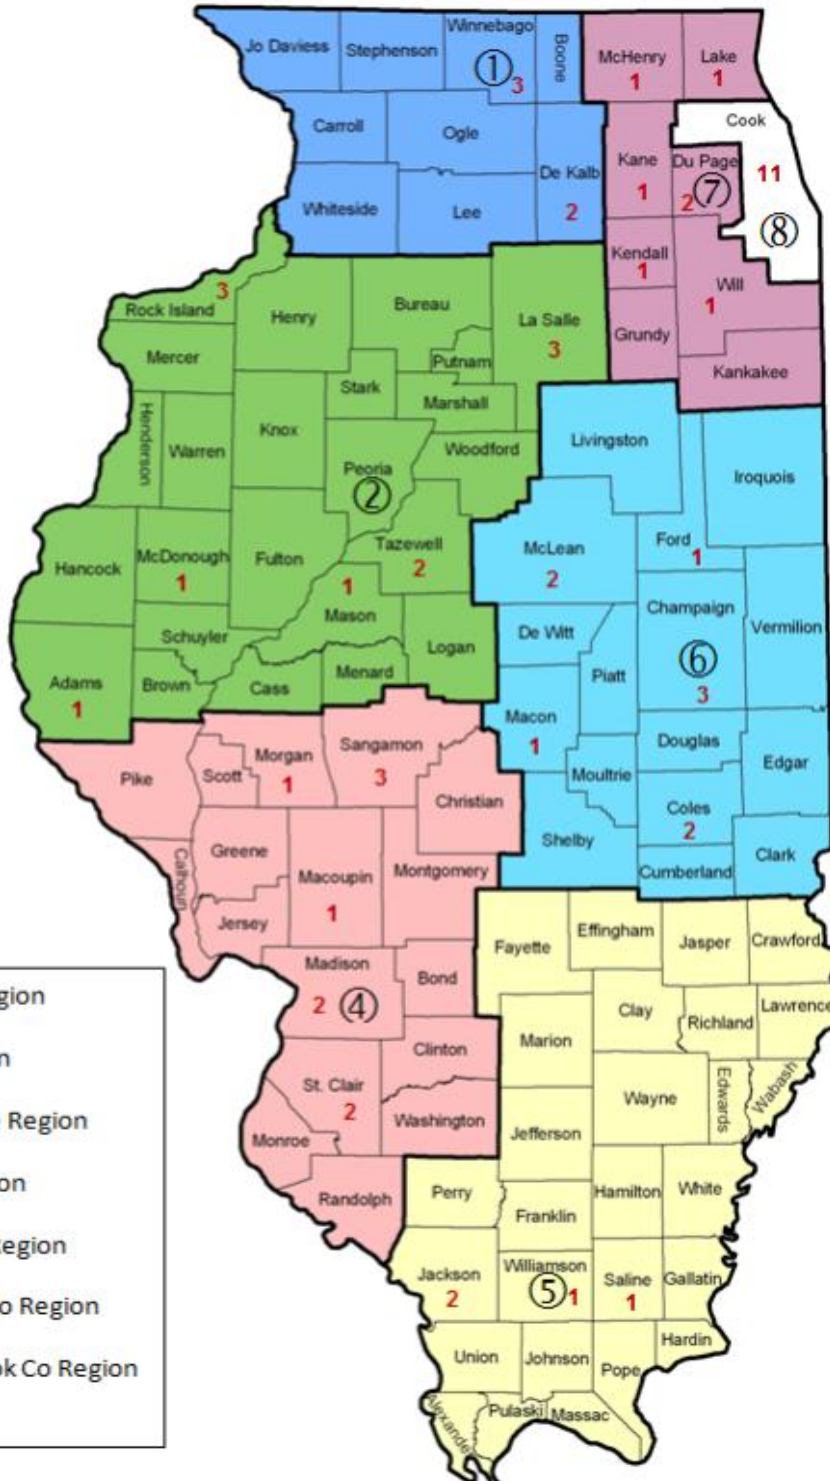 Jo Daviess
Stephenson
Winnebago
① 3
Boone
McHenry
1
Lake
1
Carroll
Ogle
De Kalb
2
Kane
1
Du Page
2 ⑦
Cook
11
⑧
Whiteside
Lee
Kendall
1
Will
1
Grundy
Kankakee
Rock Island
3
Henry
Bureau
La Salle
3
Mercer
Putnam
Stark
Marshall
Henderson
Warren
Knox
Peoria
②
Woodford
Livingston
Iroquois
Hancock
McDonough
1
Fulton
Tazewell
2
McLean
2
Ford
1
1
Mason
Champaign
⑥
3
Vermilion
Schuyler
Logan
De Witt
Piatt
Adams
1
Brown
Cass
Menard
Macon
1
Douglas
Edgar
Moultrie
Pike
Scott
Morgan
1
Sangamon
3
Christian
Shelby
Coles
2
Cumberland
Clark
Calhoun
Greene
Macoupin
1
Montgomery
Jersey
Fayette
Effingham
Jasper
Crawford
Madison
2 ④
Bond
Clay
Richland
Lawrence
Marion
Clinton
St. Clair
2
Washington
Wayne
Edwards
Wabash
Monroe
Jefferson
Randolph
Perry
Franklin
Hamilton
White
Jackson
2
Williamson
⑤ 1
Saline
1
Gallatin
Union
Johnson
Pope
Hardin
Alexander
Pulaski
Massac
gion
n
Region
on
Region
o Region
ok Co Region